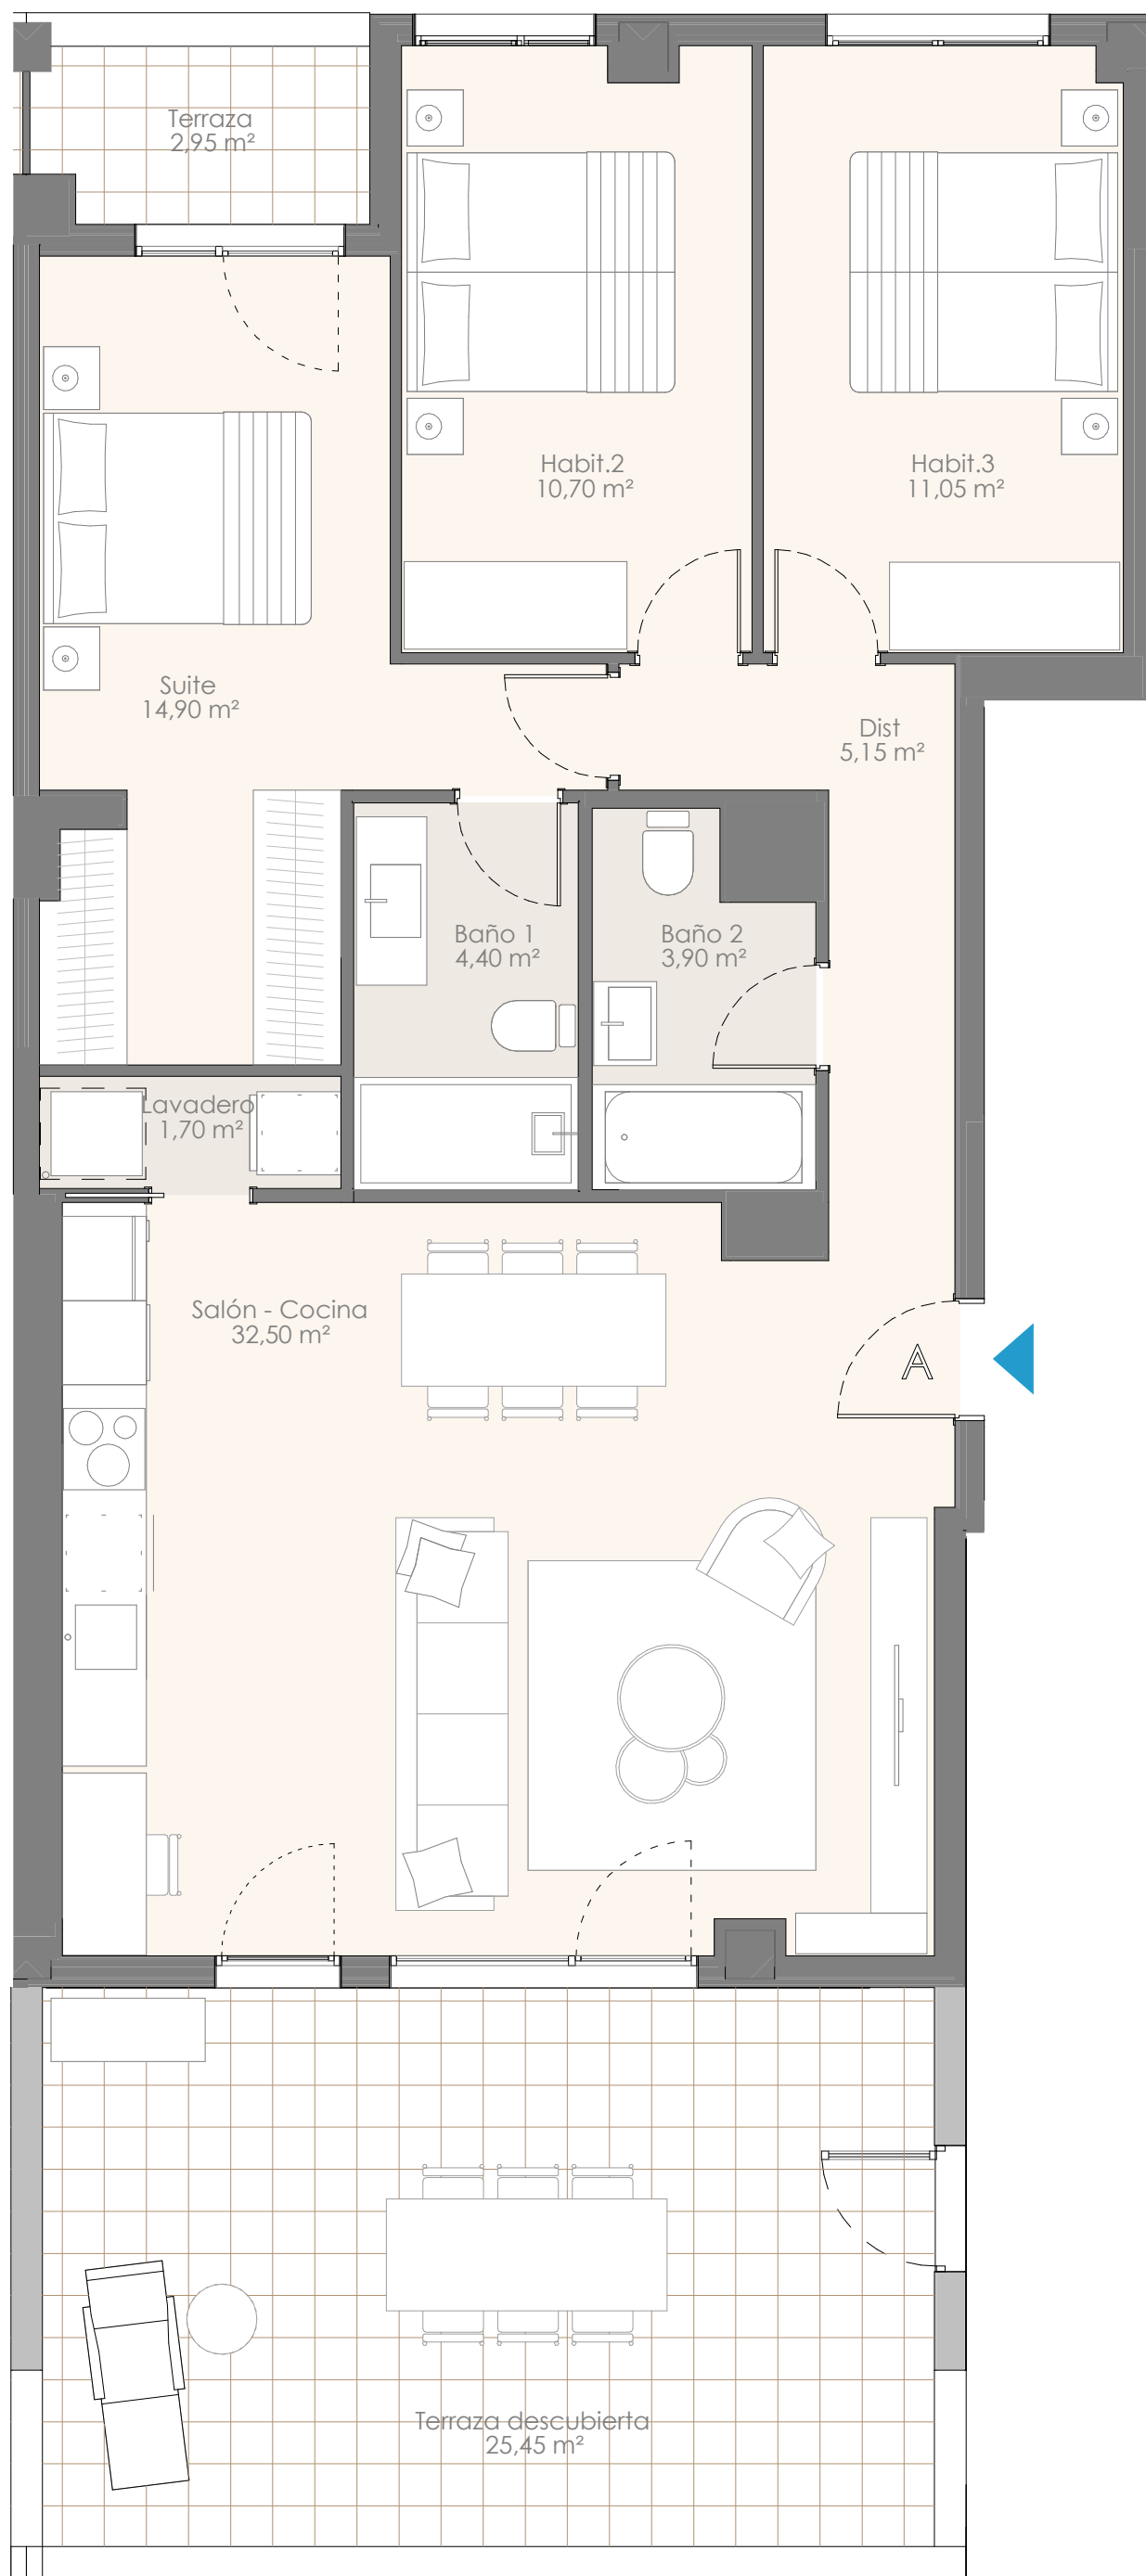 Terraza
2,95 m²
Habit.2
10,70 m²
Habit.3
11,05 m²
Suite
14,90 m²
Dist
5,15 m²
Baño 1
4,40 m²
Baño 2
3,90 m²
Lavadero
1,70 m²
Salón - Cocina
32,50 m²
A
Terraza descubierta
25,45 m²